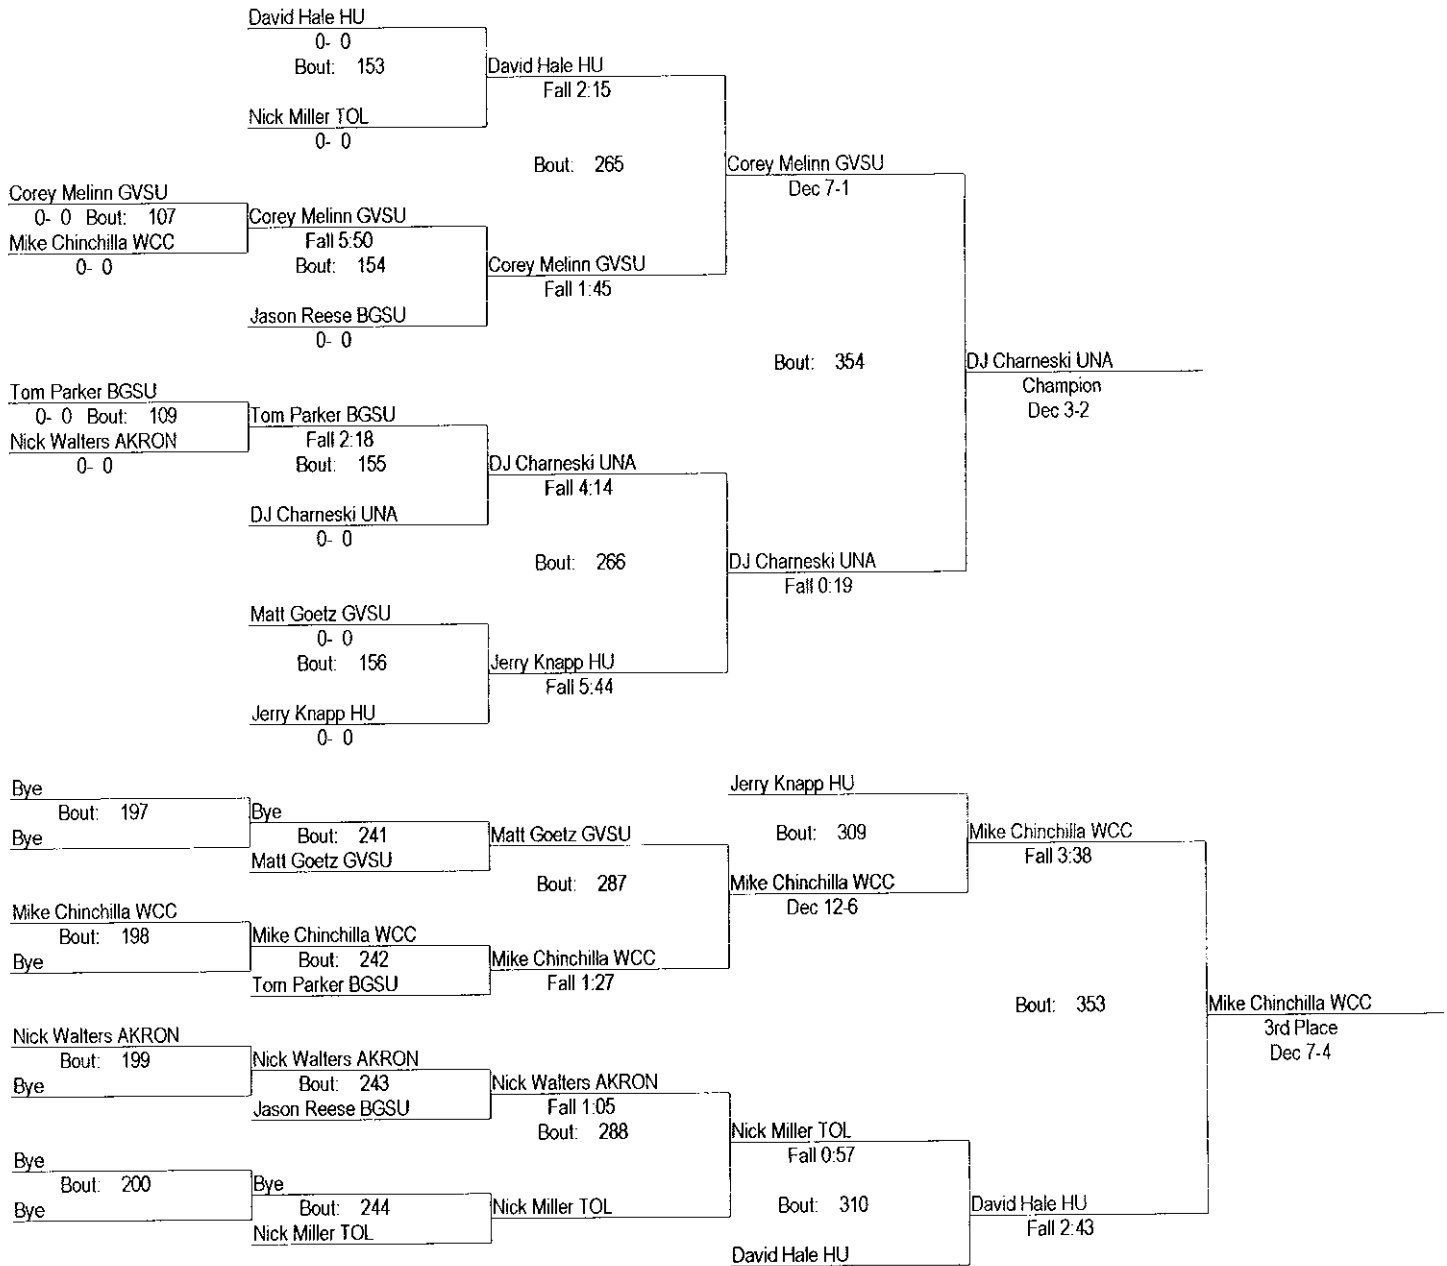 David Hale HU
0- 0
Bout: 153
David Hale HU
Fall 2:15
Nick Miller TOL
0- 0
Bout: 265
Corey Melinn GVSU
Dec 7-1
Corey Melinn GVSU
0- 0 Bout: 107
Corey Melinn GVSU
Mike Chinchilla WCC
Fall 5:50
0- 0
Bout: 154
Corey Melinn GVSU
Fall 1:45
Jason Reese BGSU
0- 0
Bout: 354
DJ Charneski UNA
Champion
Dec 3-2
Tom Parker BGSU
0- 0 Bout: 109
Tom Parker BGSU
Nick Walters AKRON
Fall 2:18
0- 0
Bout: 155
DJ Charneski UNA
Fall 4:14
DJ Charneski UNA
0- 0
Bout: 266
DJ Charneski UNA
Fall 0:19
Matt Goetz GVSU
0- 0
Bout: 156
Jerry Knapp HU
Fall 5:44
Jerry Knapp HU
0- 0
Bye
Bout: 197
Bye
Bye
Bout: 241
Matt Goetz GVSU
Matt Goetz GVSU
Jerry Knapp HU
Bout: 309
Mike Chinchilla WCC
Fall 3:38
Bout: 287
Mike Chinchilla WCC
Dec 12-6
Mike Chinchilla WCC
Bout: 198
Bye
Mike Chinchilla WCC
Bout: 242
Tom Parker BGSU
Mike Chinchilla WCC
Fall 1:27
Bout: 353
Mike Chinchilla WCC
3rd Place
Dec 7-4
Nick Walters AKRON
Bout: 199
Bye
Nick Walters AKRON
Bout: 243
Jason Reese BGSU
Nick Walters AKRON
Fall 1:05
Bout: 288
Nick Miller TOL
Fall 0:57
Bye
Bout: 200
Bye
Bye
Bout: 244
Nick Miller TOL
Nick Miller TOL
Bout: 310
David Hale HU
Fall 2:43
David Hale HU